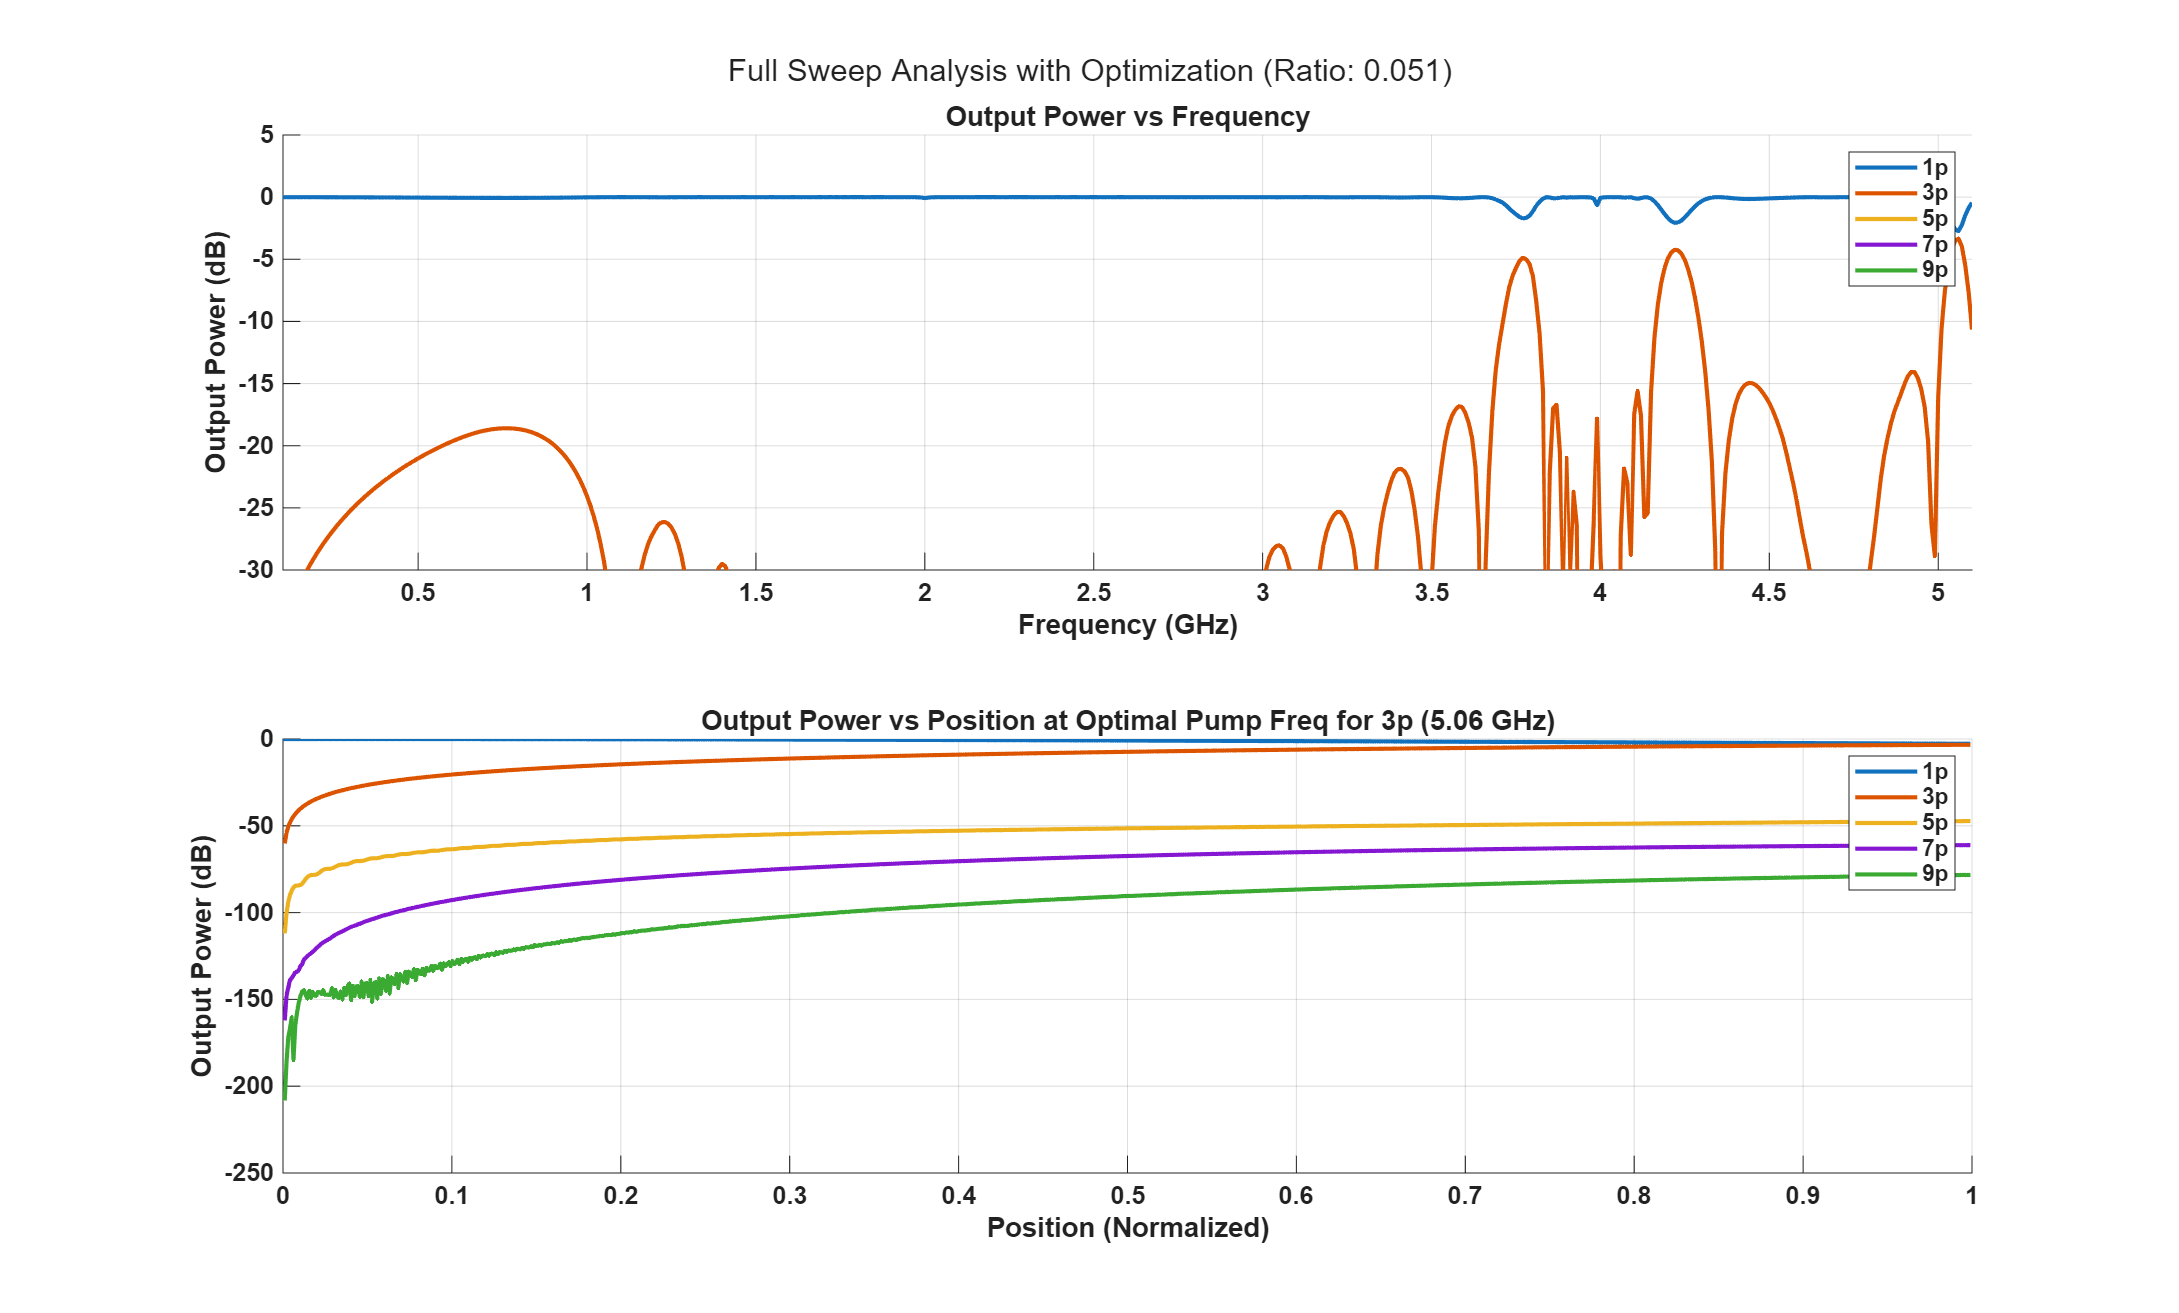 Full Sweep Analysis with Optimization (Ratio: 0.051)
Output Power vs Frequency
5
0
-5
-10
-15
-20
-25
-30
Output Power (dB)
0.5
1
1.5
2
2.5
3
3.5
4
4.5
5
Frequency (GHz)
1p
3p
5p
7p
9p
Output Power vs Position at Optimal Pump Freq for 3p (5.06 GHz)
0
-50
-100
-150
-200
-250
Output Power (dB)
0
0.1
0.2
0.3
0.4
0.5
0.6
0.7
0.8
0.9
1
Position (Normalized)
1p
3p
5p
7p
9p